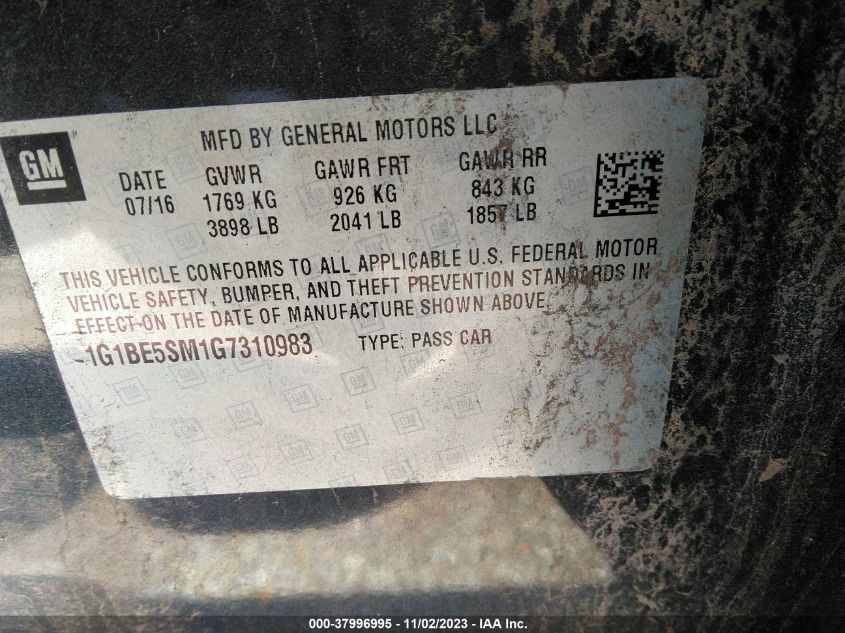 MFD BY GENERAL MOTORS LLC
GM
DATE GVWR GAWR FRT GAWR RR
07/16 1769 KG 926 KG 843 KG
3898 LB 2041 LB 1857 LB
THIS VEHICLE CONFORMS TO ALL APPLICABLE U.S. FEDERAL MOTOR
VEHICLE SAFETY, BUMPER, AND THEFT PREVENTION STANDARDS IN
EFFECT ON THE DATE OF MANUFACTURE SHOWN ABOVE.
1G1BE5SM1G7310983 TYPE: PASS CAR
000-37996995 - 11/02/2023 - IAA Inc.